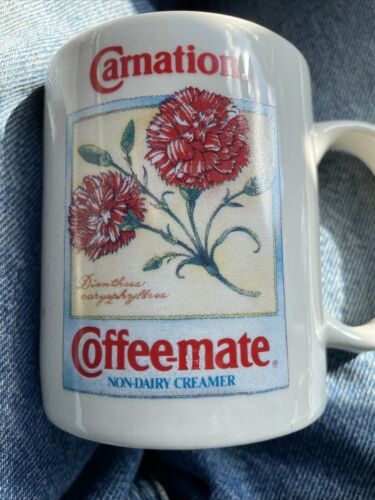 Carnation®
Dianthus
caryophyllus
Coffee-mate®
NON-DAIRY CREAMER